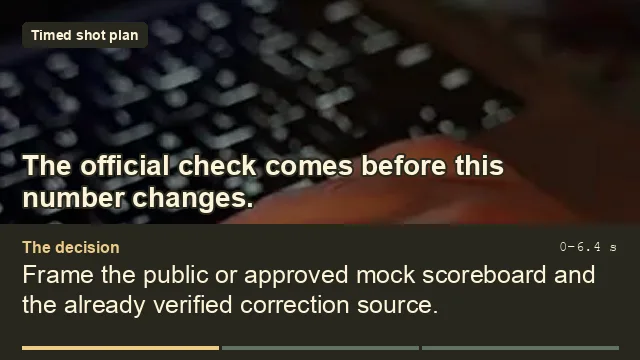 Timed shot plan
The official check comes before this
number changes.
The decision
0–6.4 s
Frame the public or approved mock scoreboard and
the already verified correction source.